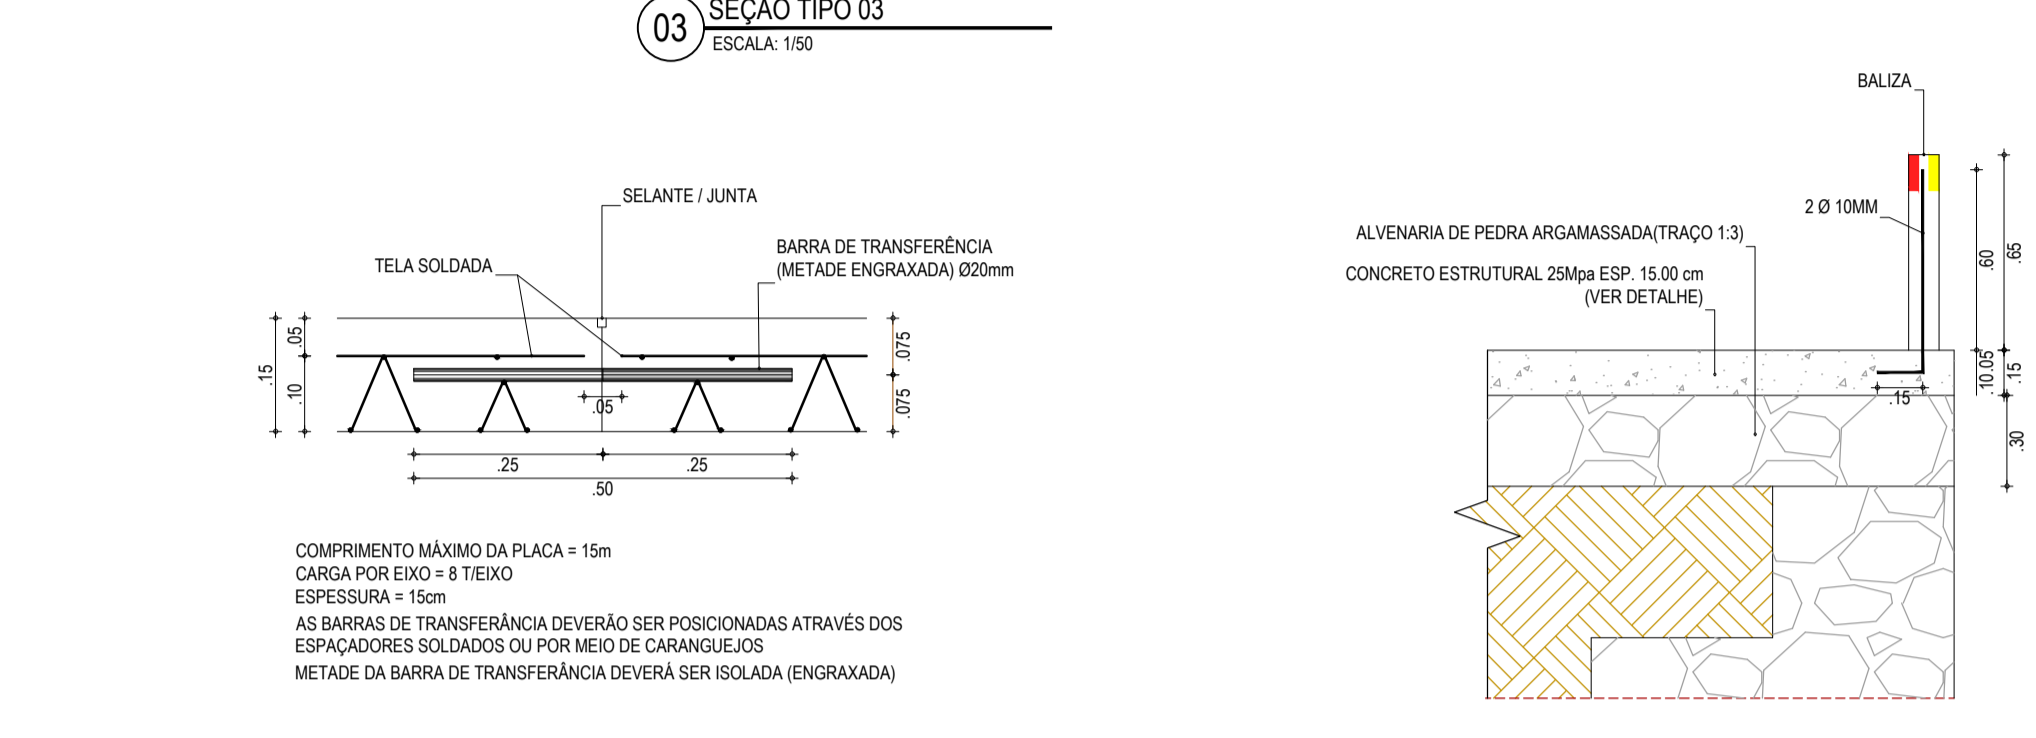 03
SEÇÃO TIPO 03
ESCALA: 1/50
SELANTE / JUNTA
TELA SOLDADA
BARRA DE TRANSFERÊNCIA
(METADE ENGRAXADA) Ø20mm
.15
.05
.10
.05
.075
.075
.25
.25
.50
COMPRIMENTO MÁXIMO DA PLACA = 15m
CARGA POR EIXO = 8 T/EIXO
ESPESSURA = 15cm
AS BARRAS DE TRANSFERÂNCIA DEVERÃO SER POSICIONADAS ATRAVÉS DOS
ESPAÇADORES SOLDADOS OU POR MEIO DE CARANGUEJOS
METADE DA BARRA DE TRANSFERÂNCIA DEVERÁ SER ISOLADA (ENGRAXADA)
BALIZA
2 Ø 10MM
ALVENARIA DE PEDRA ARGAMASSADA(TRAÇO 1:3)
CONCRETO ESTRUTURAL 25Mpa ESP. 15.00 cm
(VER DETALHE)
.60
.65
.10.05
.15
.15
.30